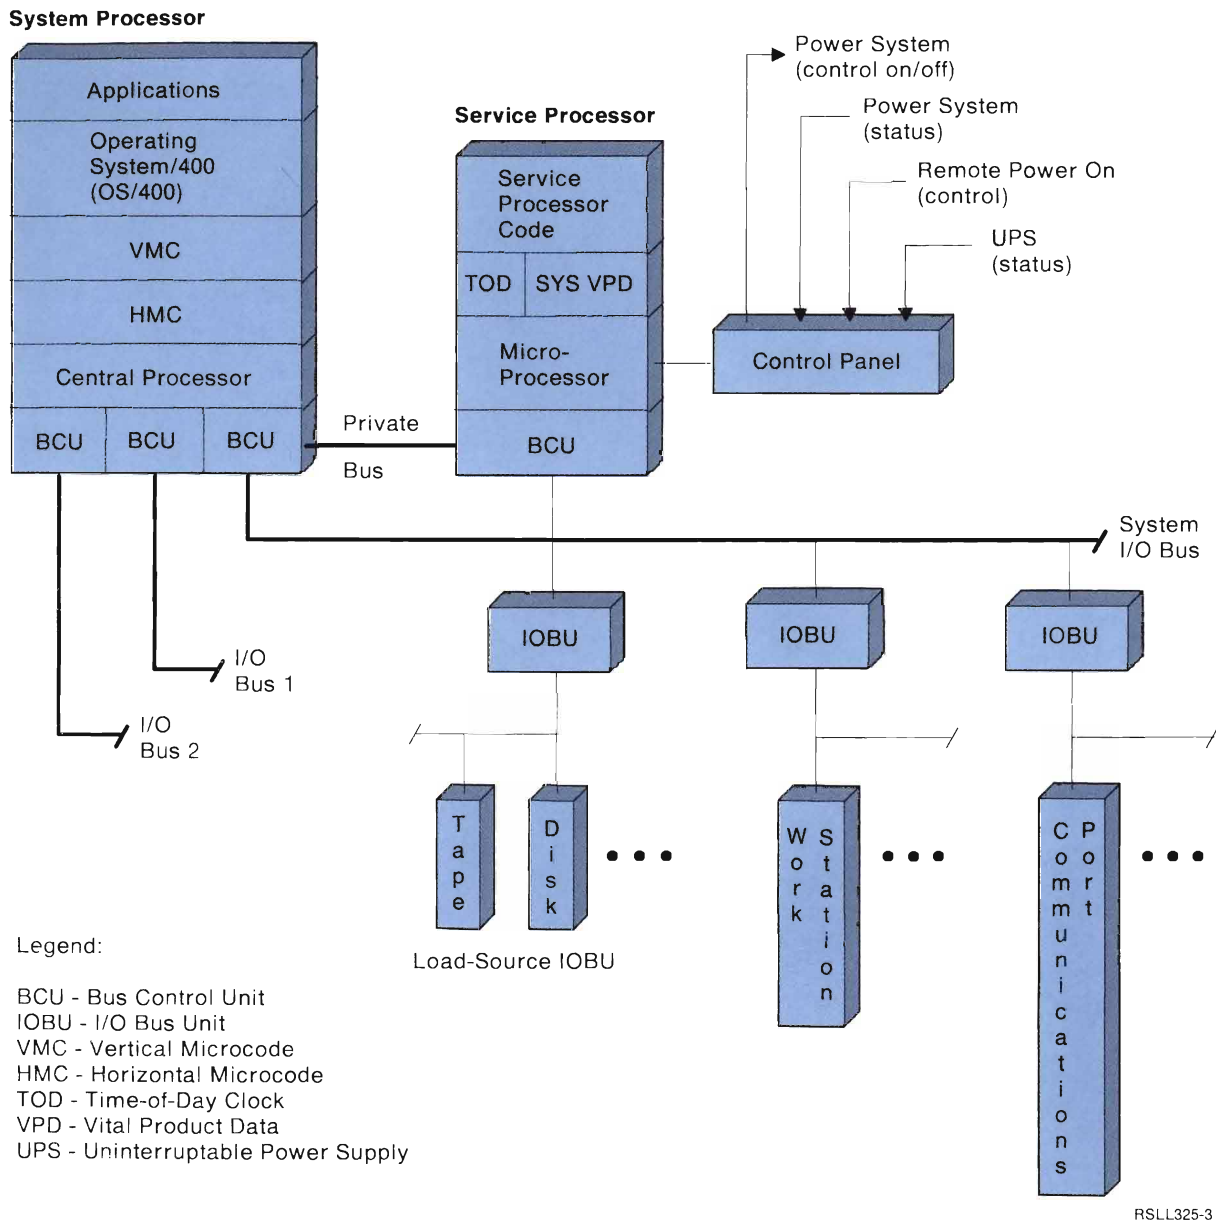 System Processor
Applications
Operating
System/400
(OS/400)
VMC
HMC
Central Processor
BCU
BCU
BCU
Private
Bus
Service Processor
Service
Processor
Code
TOD
SYS VPD
Micro-
Processor
BCU
Power System
(control on/off)
Power System
(status)
Remote Power On
(control)
UPS
(status)
Control Panel
System
I/O Bus
I/O
Bus 1
I/O
Bus 2
IOBU
IOBU
IOBU
Tape
Disk
Work
Station
Communications
Port
Load-Source IOBU
Legend:
BCU - Bus Control Unit
IOBU - I/O Bus Unit
VMC - Vertical Microcode
HMC - Horizontal Microcode
TOD - Time-of-Day Clock
VPD - Vital Product Data
UPS - Uninterruptable Power Supply
RSLL325-3